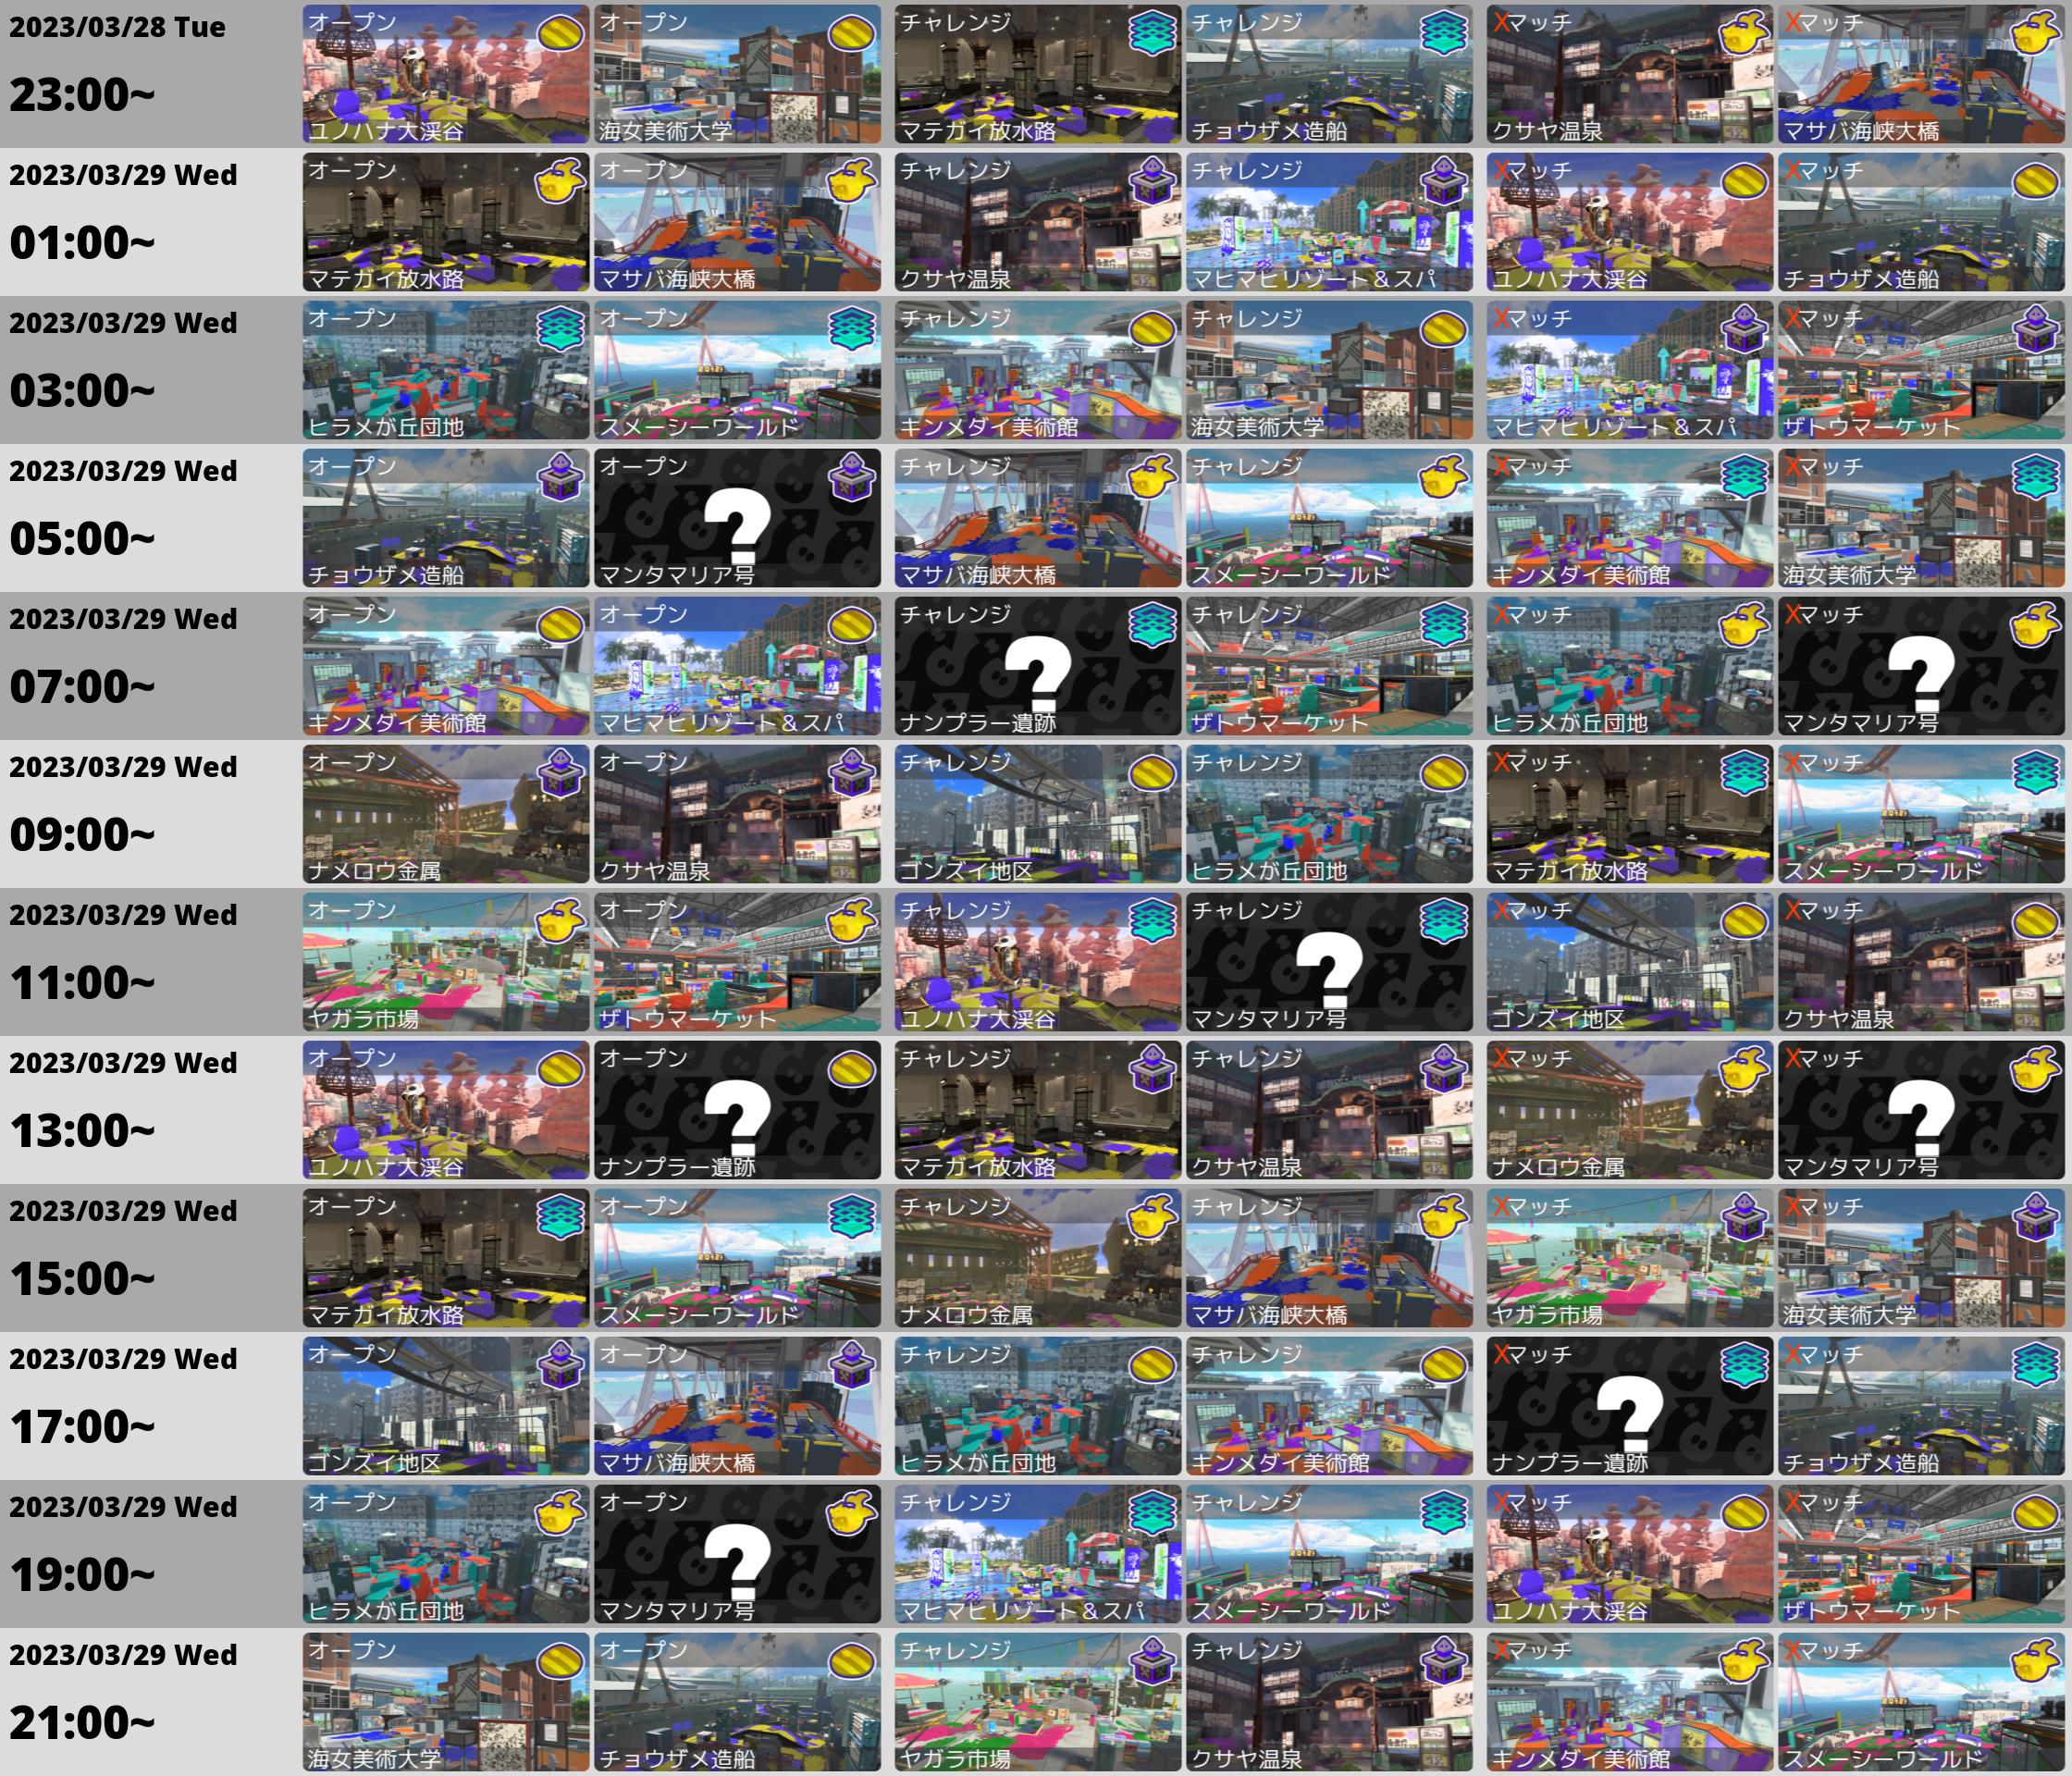 2023/03/28 Tue
23:00~
オープン オープン チャレンジ チャレンジ Xマッチ Xマッチ
ユノハナ大渓谷 海女美術大学 マテガイ放水路 チョウザメ造船 クサヤ温泉 マサバ海峡大橋
2023/03/29 Wed
01:00~
オープン オープン チャレンジ チャレンジ Xマッチ Xマッチ
マテガイ放水路 マサバ海峡大橋 クサヤ温泉 マヒマヒリゾート&スパ ユノハナ大渓谷 チョウザメ造船
2023/03/29 Wed
03:00~
オープン オープン チャレンジ チャレンジ Xマッチ Xマッチ
ヒラメが丘団地 スメーシーワールド キンメダイ美術館 海女美術大学 マヒマヒリゾート&スパ ザトウマーケット
2023/03/29 Wed
05:00~
オープン オープン チャレンジ チャレンジ Xマッチ Xマッチ
?
チョウザメ造船 マンタマリア号 マサバ海峡大橋 スメーシーワールド キンメダイ美術館 海女美術大学
2023/03/29 Wed
07:00~
オープン オープン チャレンジ チャレンジ Xマッチ Xマッチ
? ?
キンメダイ美術館 マヒマヒリゾート&スパ ナンプラー遺跡 ザトウマーケット ヒラメが丘団地 マンタマリア号
2023/03/29 Wed
09:00~
オープン オープン チャレンジ チャレンジ Xマッチ Xマッチ
ナメロウ金属 クサヤ温泉 ゴンズイ地区 ヒラメが丘団地 マテガイ放水路 スメーシーワールド
2023/03/29 Wed
11:00~
オープン オープン チャレンジ チャレンジ Xマッチ Xマッチ
?
ヤガラ市場 ザトウマーケット ユノハナ大渓谷 マンタマリア号 ゴンズイ地区 クサヤ温泉
2023/03/29 Wed
13:00~
オープン オープン チャレンジ チャレンジ Xマッチ Xマッチ
? ?
ユノハナ大渓谷 ナンプラー遺跡 マテガイ放水路 クサヤ温泉 ナメロウ金属 マンタマリア号
2023/03/29 Wed
15:00~
オープン オープン チャレンジ チャレンジ Xマッチ Xマッチ
マテガイ放水路 スメーシーワールド ナメロウ金属 マサバ海峡大橋 ヤガラ市場 海女美術大学
2023/03/29 Wed
17:00~
オープン オープン チャレンジ チャレンジ Xマッチ Xマッチ
?
ゴンズイ地区 マサバ海峡大橋 ヒラメが丘団地 キンメダイ美術館 ナンプラー遺跡 チョウザメ造船
2023/03/29 Wed
19:00~
オープン オープン チャレンジ チャレンジ Xマッチ Xマッチ
?
ヒラメが丘団地 マンタマリア号 マヒマヒリゾート&スパ スメーシーワールド ユノハナ大渓谷 ザトウマーケット
2023/03/29 Wed
21:00~
オープン オープン チャレンジ チャレンジ Xマッチ Xマッチ
海女美術大学 チョウザメ造船 ヤガラ市場 クサヤ温泉 キンメダイ美術館 スメーシーワールド